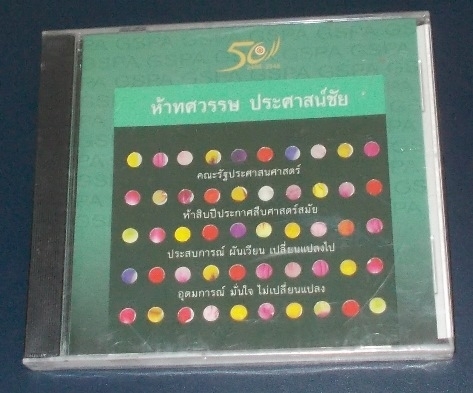 50
ห้าทศวรรษ ประศาสน์ชัย
คณะรัฐประศาสนศาสตร์
ห้าสิบปีประกาศสืบศาสตร์สมัย
ประสบการณ์ ผันเวียน เปลี่ยนแปลงไป
อุดมการณ์ มั่นใจ ไม่เปลี่ยนแปลง